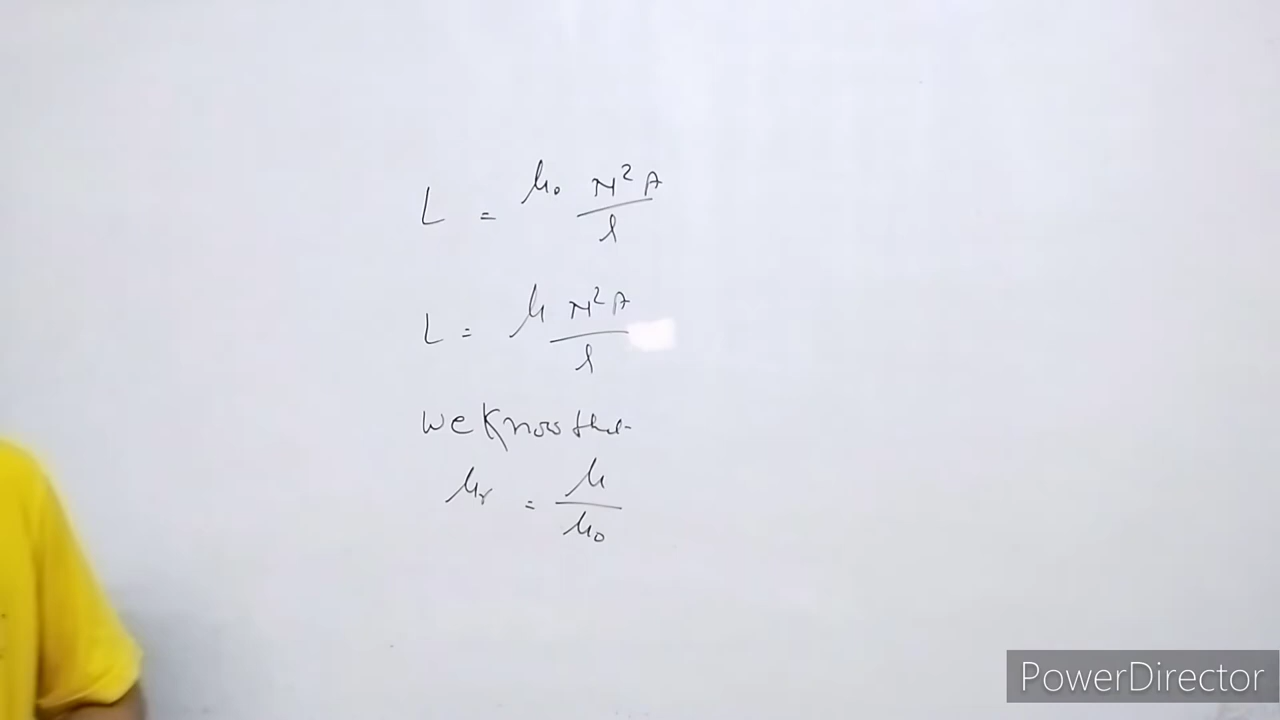 L = μ₀ N²A / l
L = μ N²A / l
We Know that
μr = μ / μ₀
PowerDirector